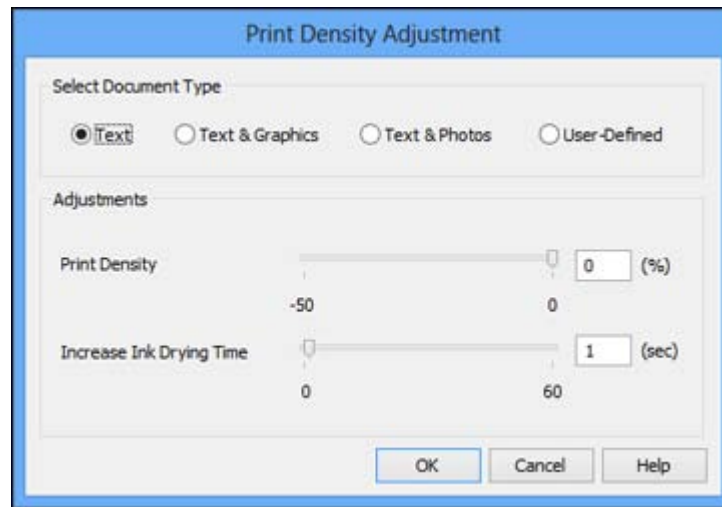 Print Density Adjustment
Select Document Type
Text Text & Graphics Text & Photos User-Defined
Adjustments
Print Density 0 (%)
-50 0
Increase Ink Drying Time 1 (sec)
0 60
OK Cancel Help